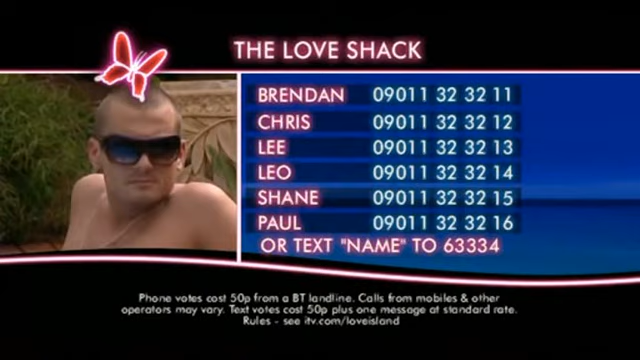 THE LOVE SHACK
BRENDAN 09011 32 32 11
CHRIS 09011 32 32 12
LEE 09011 32 32 13
LEO 09011 32 32 14
SHANE 09011 32 32 15
PAUL 09011 32 32 16
OR TEXT "NAME" TO 63334
Phone votes cost 50p from a BT landline. Calls from mobiles & other
operators may vary. Text votes cost 50p plus one message at standard rate.
Rules - see itv.com/loveisland